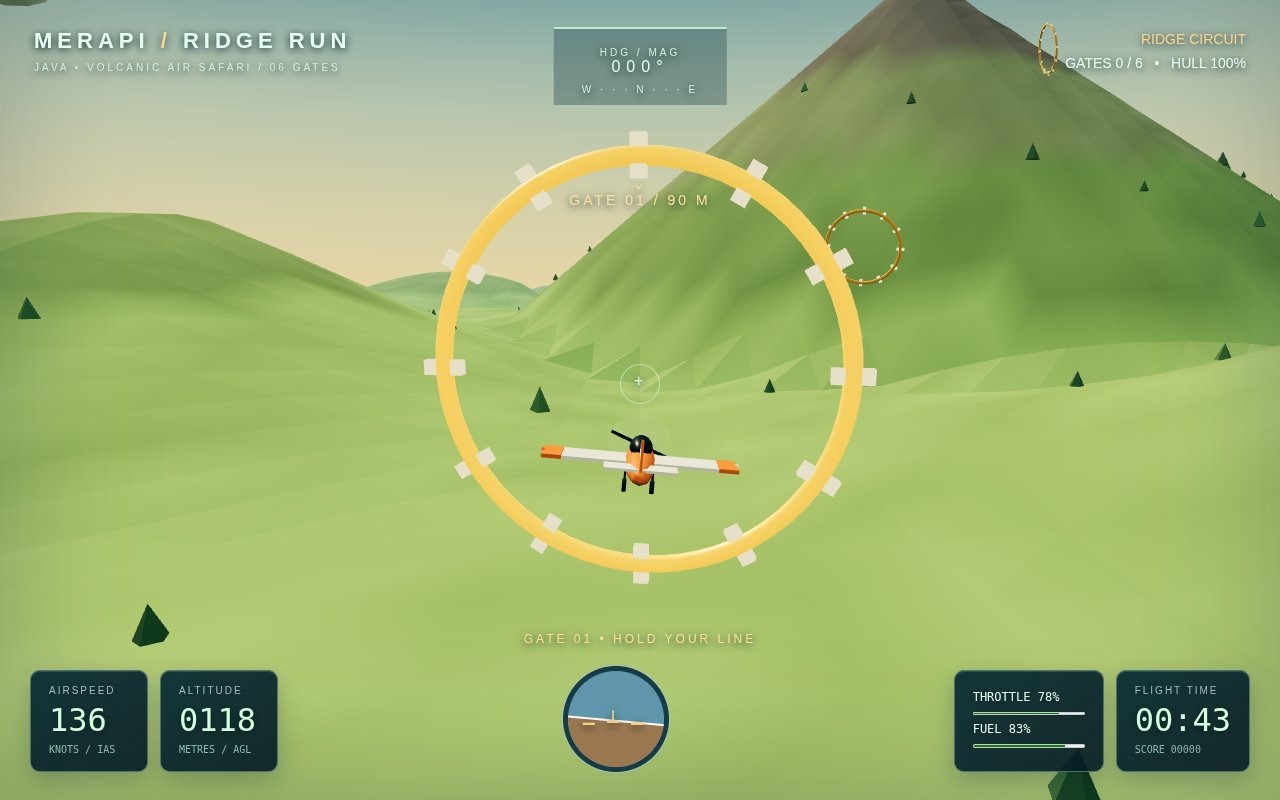 MERAPI / RIDGE RUN
JAVA • VOLCANIC AIR SAFARI / 06 GATES
HDG / MAG
000°
W · · · N · · · E
RIDGE CIRCUIT
GATES 0 / 6 • HULL 100%
GATE 01 / 90 M
GATE 01 • HOLD YOUR LINE
AIRSPEED
136
KNOTS / IAS
ALTITUDE
0118
METRES / AGL
THROTTLE 78%
FUEL 83%
FLIGHT TIME
00:43
SCORE 00000